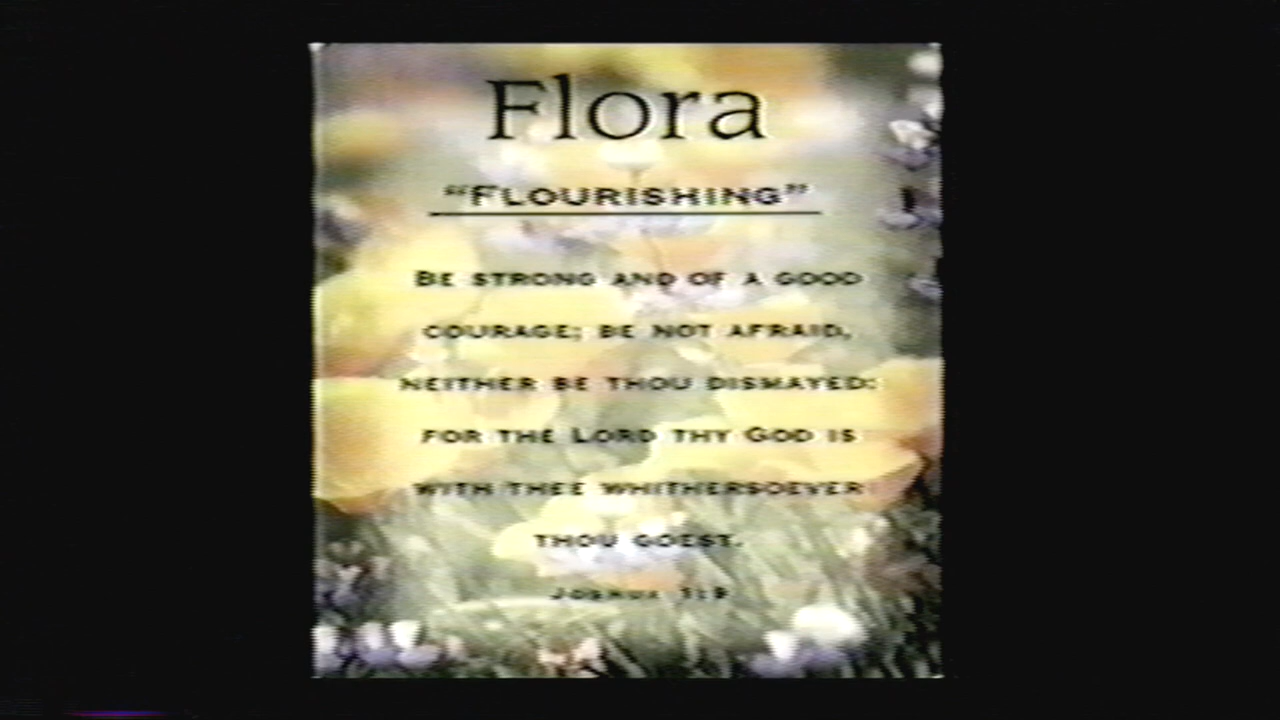 Flora
“FLOURISHING”
BE STRONG AND OF A GOOD
COURAGE; BE NOT AFRAID,
NEITHER BE THOU DISMAYED:
FOR THE LORD THY GOD IS
WITH THEE WHITHERSOEVER
THOU GOEST.
JOSHUA 1:9